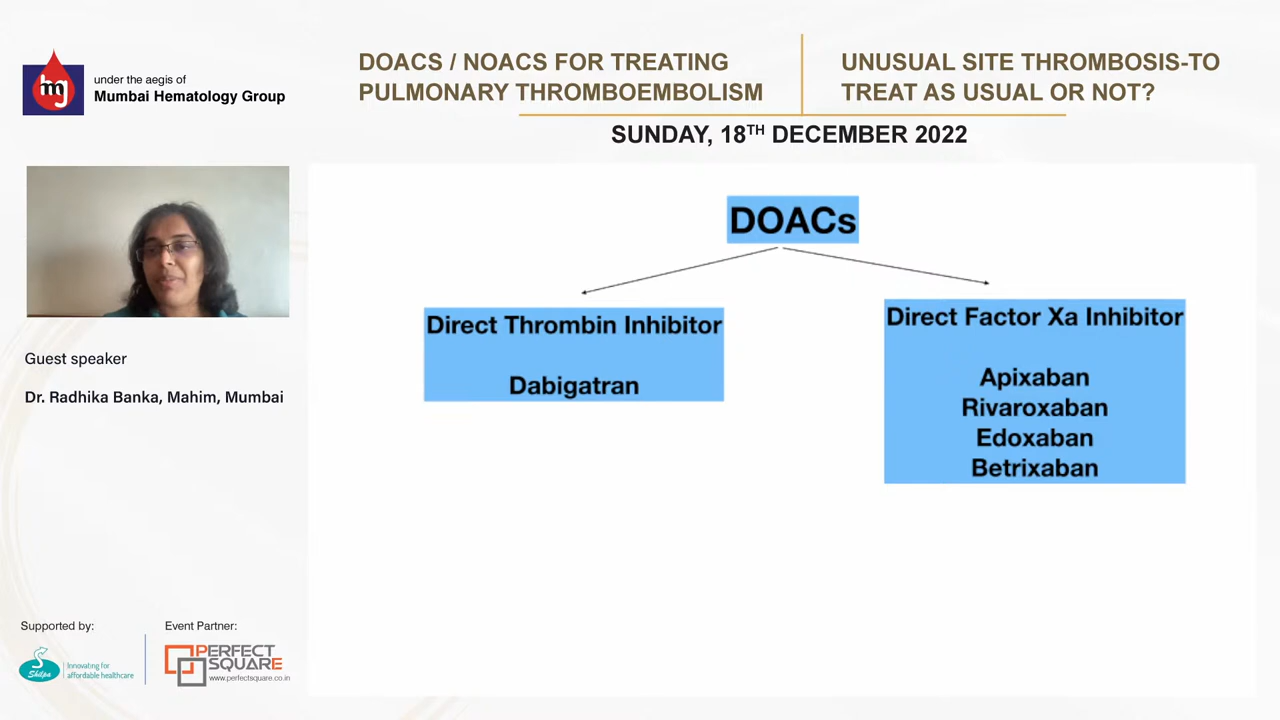 hg
under the aegis of
Mumbai Hematology Group
DOACS / NOACS FOR TREATING
PULMONARY THROMBOEMBOLISM
UNUSUAL SITE THROMBOSIS-TO
TREAT AS USUAL OR NOT?
SUNDAY, 18TH DECEMBER 2022
Guest speaker
Dr. Radhika Banka, Mahim, Mumbai
DOACs
Direct Thrombin Inhibitor
Dabigatran
Direct Factor Xa Inhibitor
Apixaban
Rivaroxaban
Edoxaban
Betrixaban
Supported by:
Shilpa
Innovating for
affordable healthcare
Event Partner:
PERFECT
SQUARE
www.perfectsquare.co.in